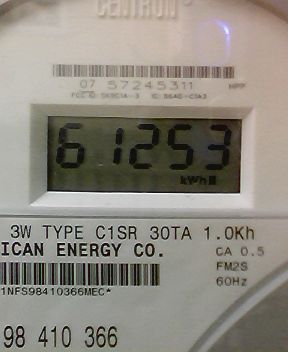 CENTRON
07 57245311
61253
kWh
3W TYPE C1SR 30TA 1.0Kh
ICAN ENERGY CO.
CA 0.5
FM2S
60Hz
1NFS98410366MEC*
98 410 366